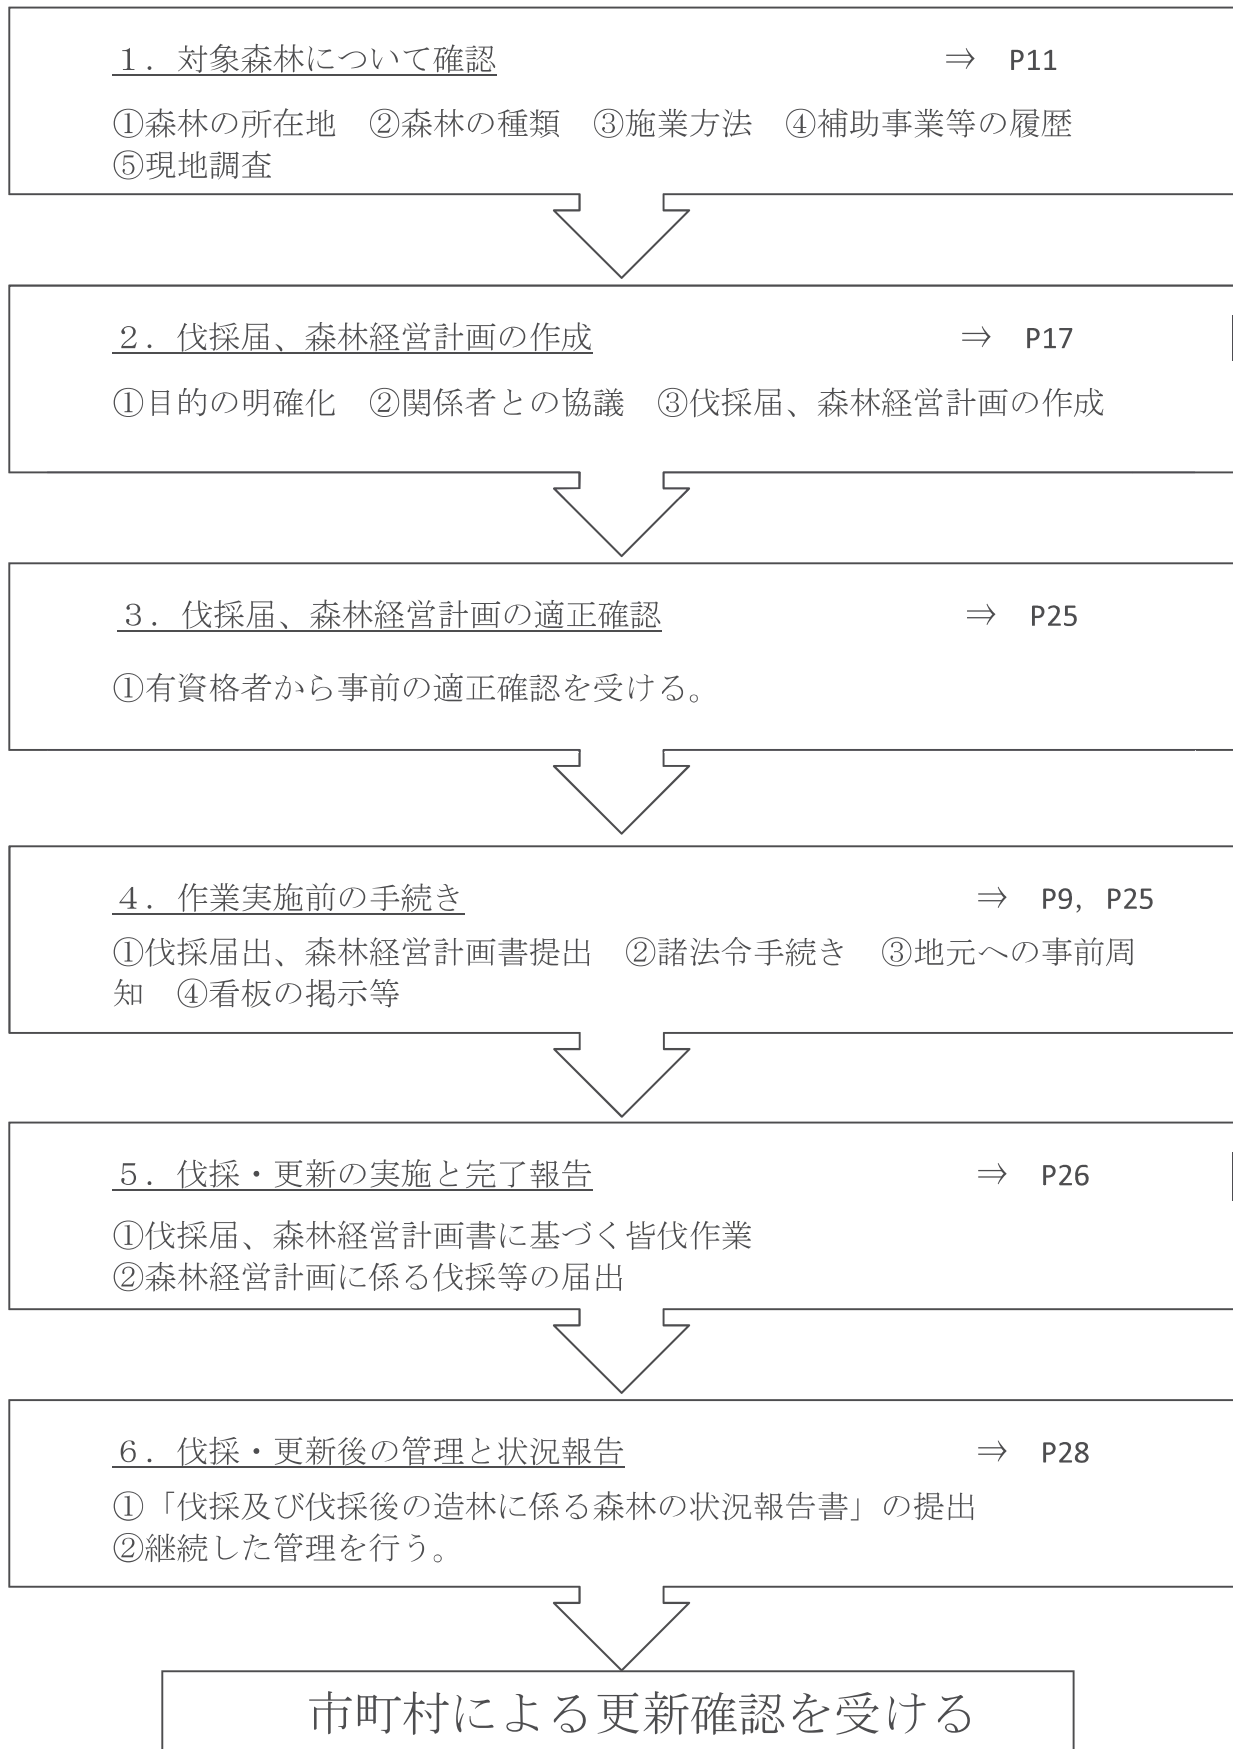 １．対象森林について確認　⇒　P11
①森林の所在地　②森林の種類　③施業方法　④補助事業等の履歴
⑤現地調査
２．伐採届、森林経営計画の作成　⇒　P17
①目的の明確化　②関係者との協議　③伐採届、森林経営計画の作成
３．伐採届、森林経営計画の適正確認　⇒　P25
①有資格者から事前の適正確認を受ける。
４．作業実施前の手続き　⇒　P9，P25
①伐採届出、森林経営計画書提出　②諸法令手続き　③地元への事前周
知　④看板の掲示等
５．伐採・更新の実施と完了報告　⇒　P26
①伐採届、森林経営計画書に基づく皆伐作業
②森林経営計画に係る伐採等の届出
６．伐採・更新後の管理と状況報告　⇒　P28
①「伐採及び伐採後の造林に係る森林の状況報告書」の提出
②継続した管理を行う。
市町村による更新確認を受ける